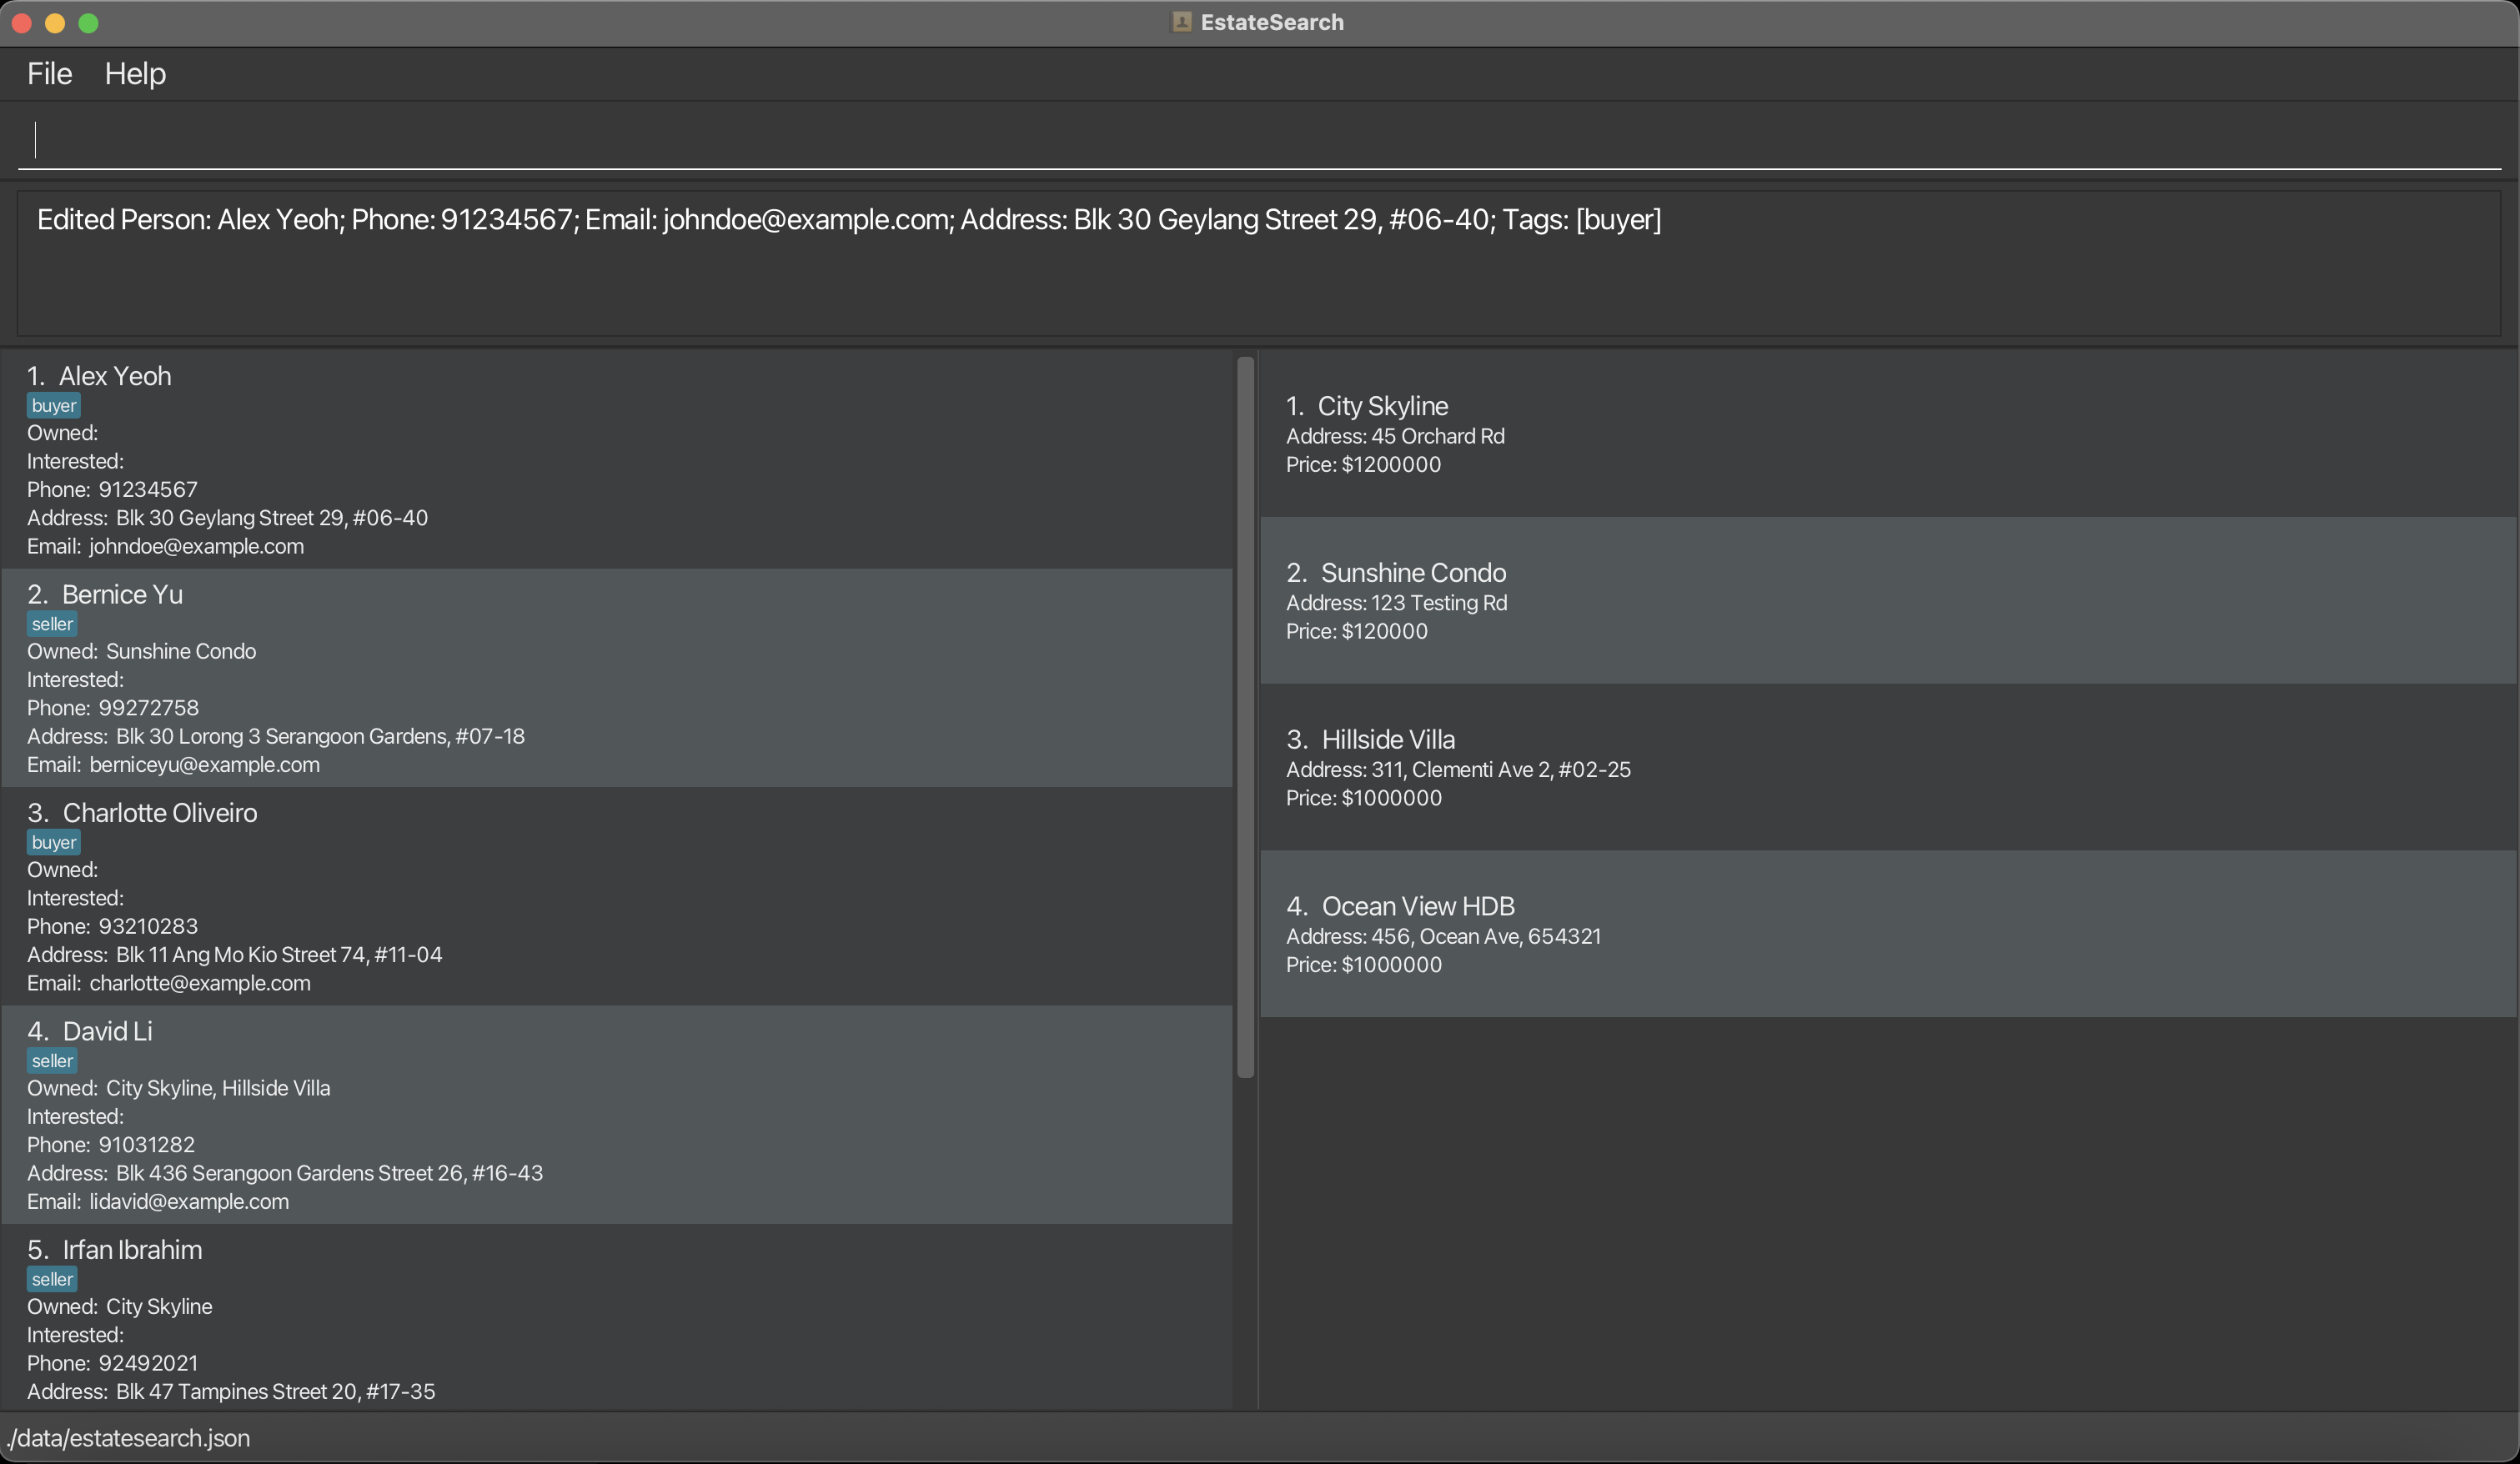 EstateSearch
File Help
Edited Person: Alex Yeoh; Phone: 91234567; Email: johndoe@example.com; Address: Blk 30 Geylang Street 29, #06-40; Tags: [buyer]
1. Alex Yeoh
buyer
Owned:
Interested:
Phone: 91234567
Address: Blk 30 Geylang Street 29, #06-40
Email: johndoe@example.com
2. Bernice Yu
seller
Owned: Sunshine Condo
Interested:
Phone: 99272758
Address: Blk 30 Lorong 3 Serangoon Gardens, #07-18
Email: berniceyu@example.com
3. Charlotte Oliveiro
buyer
Owned:
Interested:
Phone: 93210283
Address: Blk 11 Ang Mo Kio Street 74, #11-04
Email: charlotte@example.com
4. David Li
seller
Owned: City Skyline, Hillside Villa
Interested:
Phone: 91031282
Address: Blk 436 Serangoon Gardens Street 26, #16-43
Email: lidavid@example.com
5. Irfan Ibrahim
seller
Owned: City Skyline
Interested:
Phone: 92492021
Address: Blk 47 Tampines Street 20, #17-35
1. City Skyline
Address: 45 Orchard Rd
Price: $1200000
2. Sunshine Condo
Address: 123 Testing Rd
Price: $120000
3. Hillside Villa
Address: 311, Clementi Ave 2, #02-25
Price: $1000000
4. Ocean View HDB
Address: 456, Ocean Ave, 654321
Price: $1000000
./data/estatesearch.json